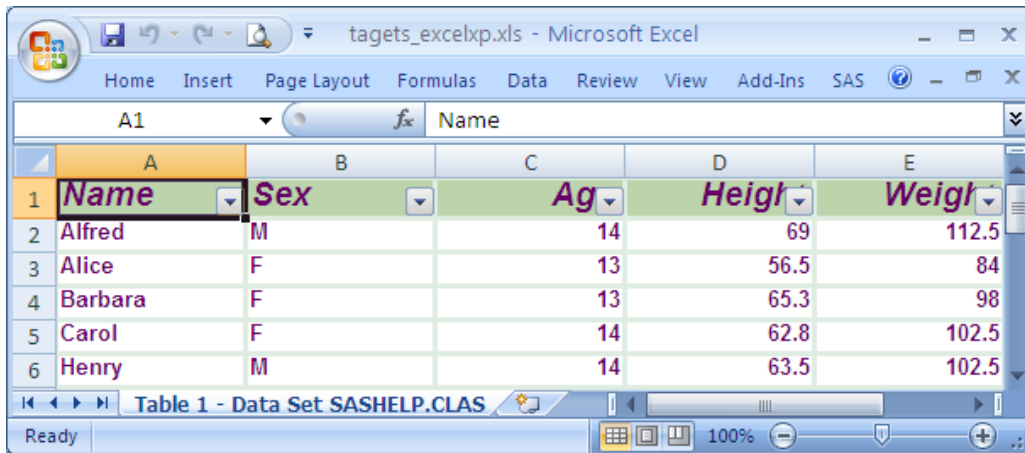 tagets_excelxp.xls - Microsoft Excel
Home Insert Page Layout Formulas Data Review View Add-Ins SAS
A1 fx Name
A B C D E
1 Name Sex Ag Heigh Weigh
2 Alfred M 14 69 112.5
3 Alice F 13 56.5 84
4 Barbara F 13 65.3 98
5 Carol F 14 62.8 102.5
6 Henry M 14 63.5 102.5
Table 1 - Data Set SASHELP.CLAS
Ready 100%